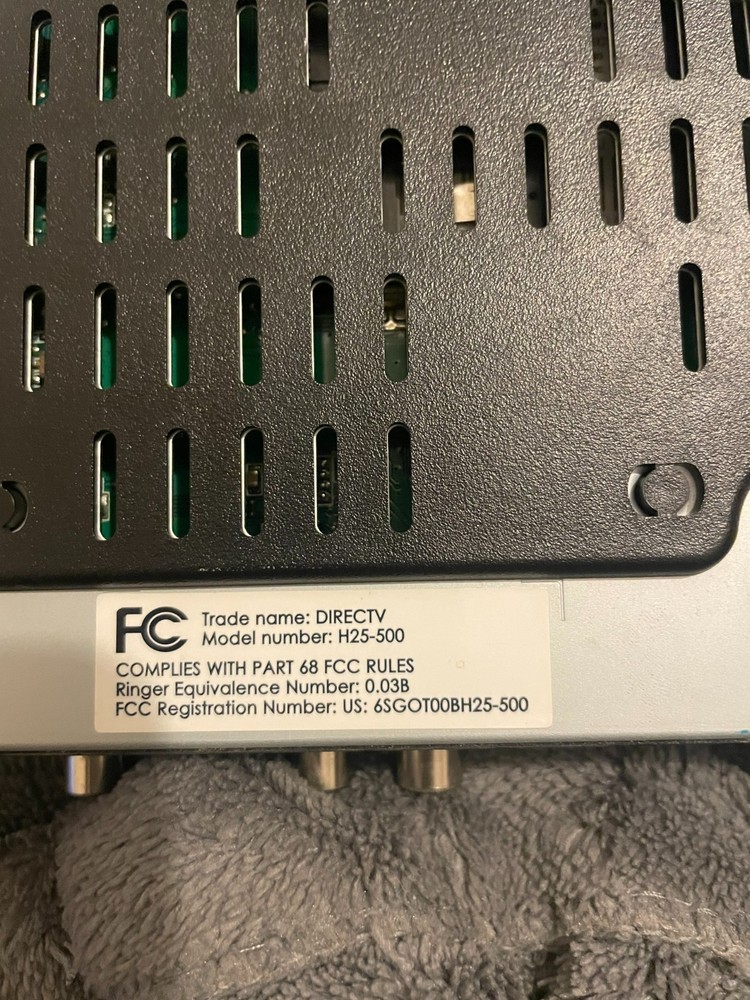 FC Trade name: DIRECTV
Model number: H25-500
COMPLIES WITH PART 68 FCC RULES
Ringer Equivalence Number: 0.03B
FCC Registration Number: US: 6SGOT00BH25-500